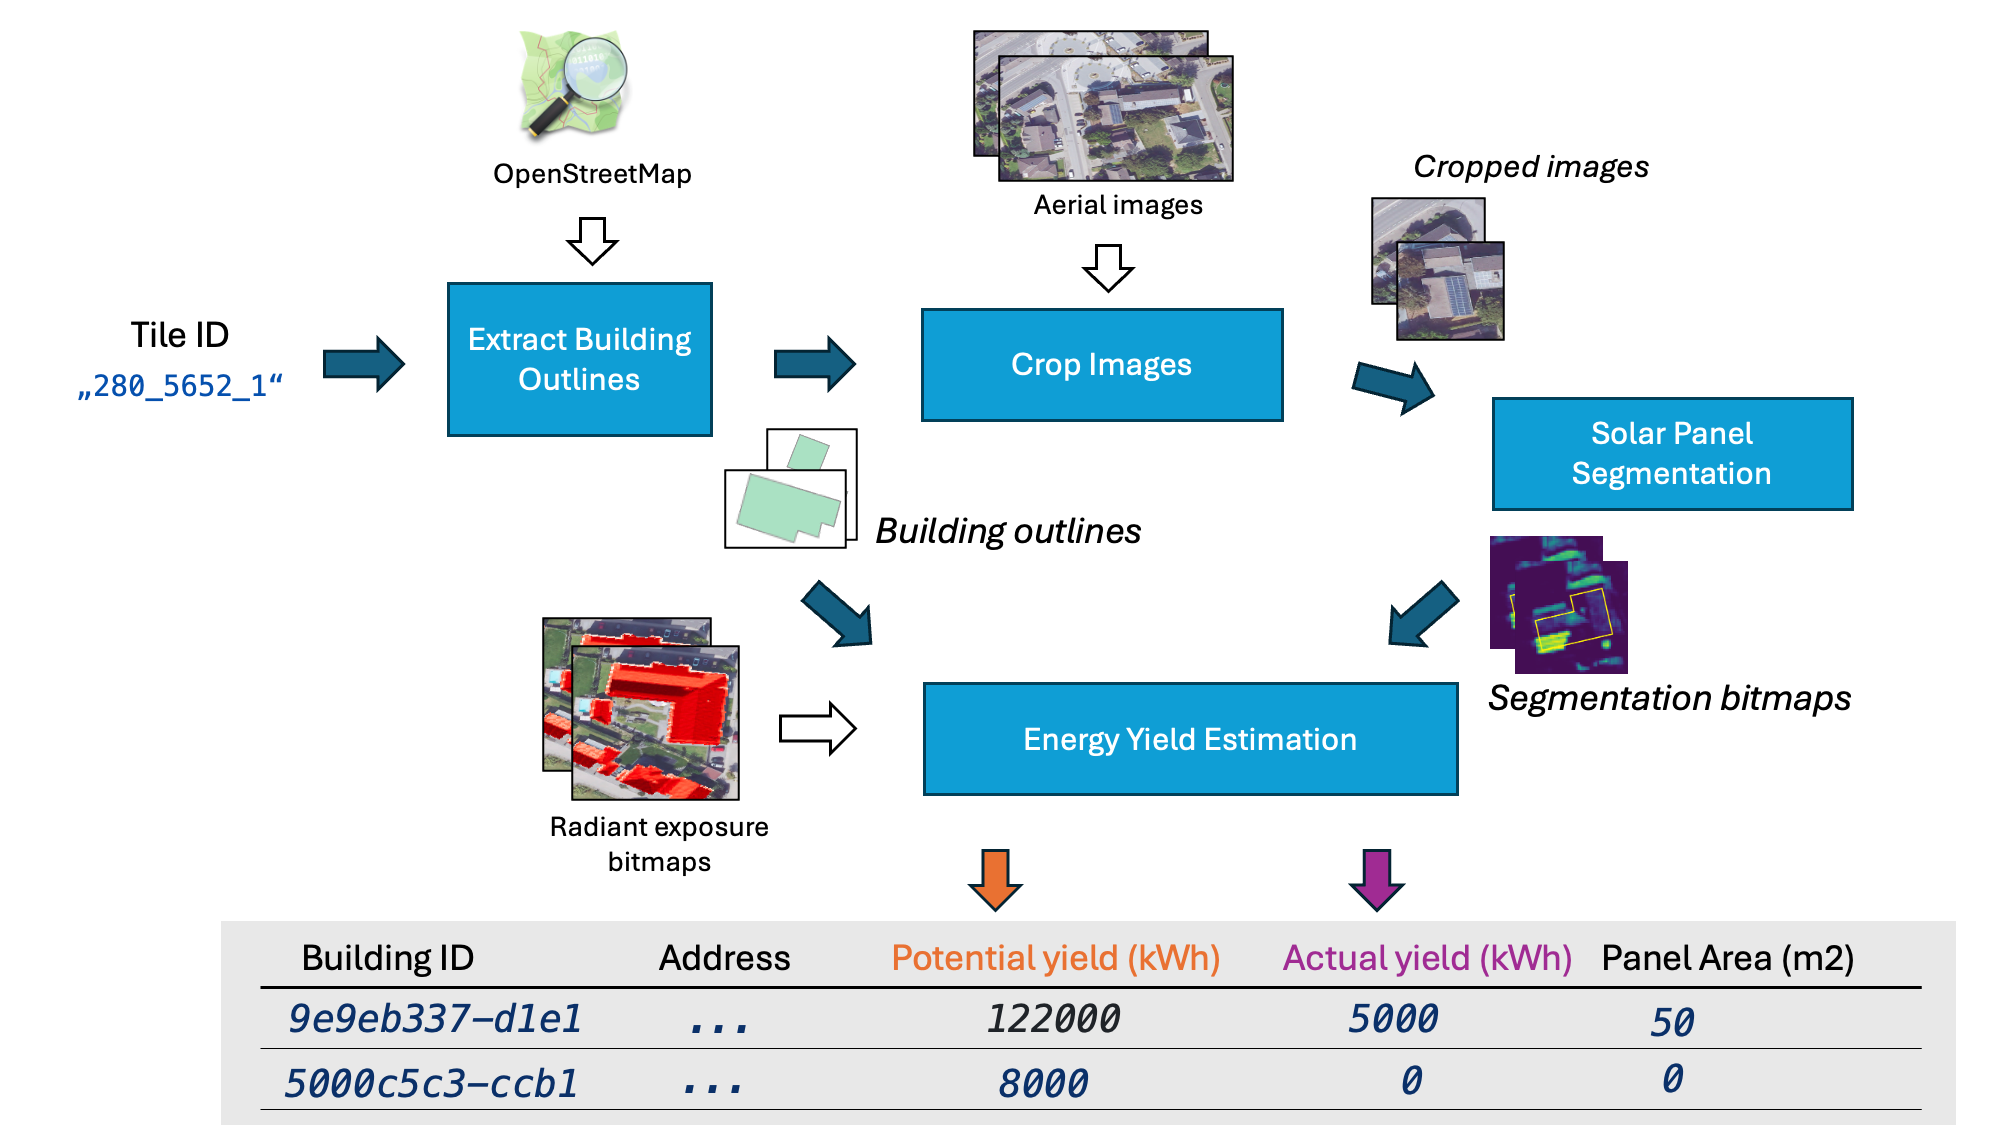 OpenStreetMap
Aerial images
Cropped images
Tile ID
„280_5652_1“
Extract Building
Outlines
Crop Images
Solar Panel
Segmentation
Building outlines
Segmentation bitmaps
Energy Yield Estimation
Radiant exposure
bitmaps
Building ID Address Potential yield (kWh) Actual yield (kWh) Panel Area (m2)
9e9eb337-d1e1 ... 122000 5000 50
5000c5c3-ccb1 ... 8000 0 0